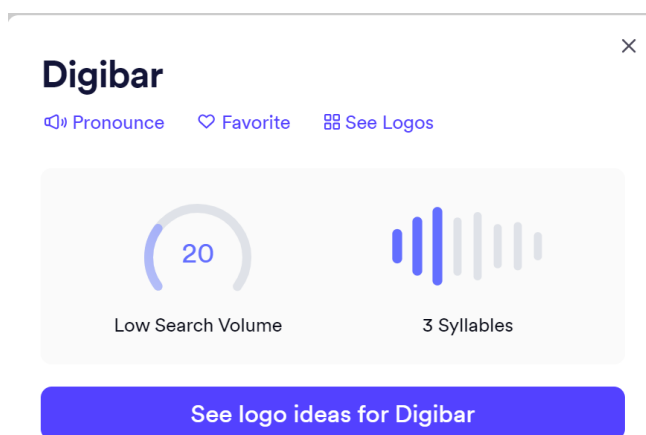 Digibar
Pronounce Favorite See Logos
20
Low Search Volume 3 Syllables
See logo ideas for Digibar